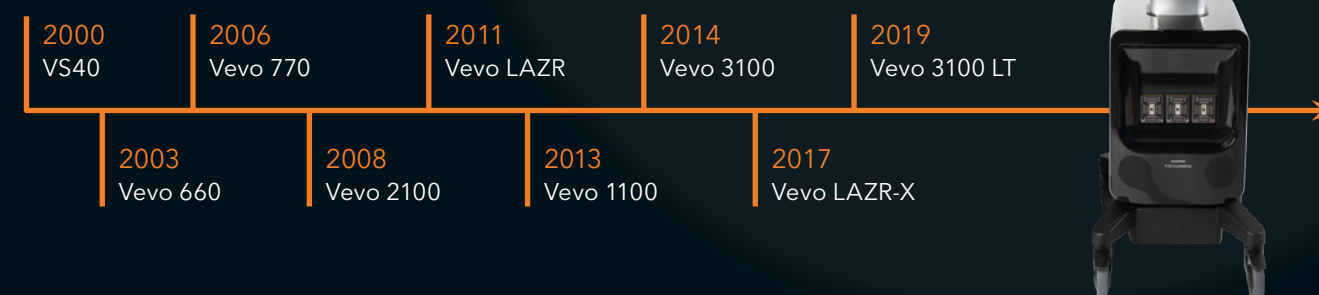 2000
VS40
2006
Vevo 770
2011
Vevo LAZR
2014
Vevo 3100
2019
Vevo 3100 LT
2003
Vevo 660
2008
Vevo 2100
2013
Vevo 1100
2017
Vevo LAZR-X